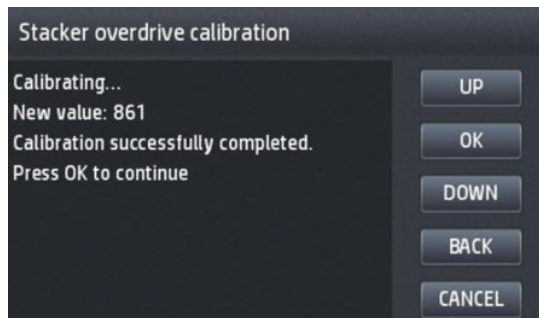 Stacker overdrive calibration
Calibrating...
New value: 861
Calibration successfully completed.
Press OK to continue
UP
OK
DOWN
BACK
CANCEL